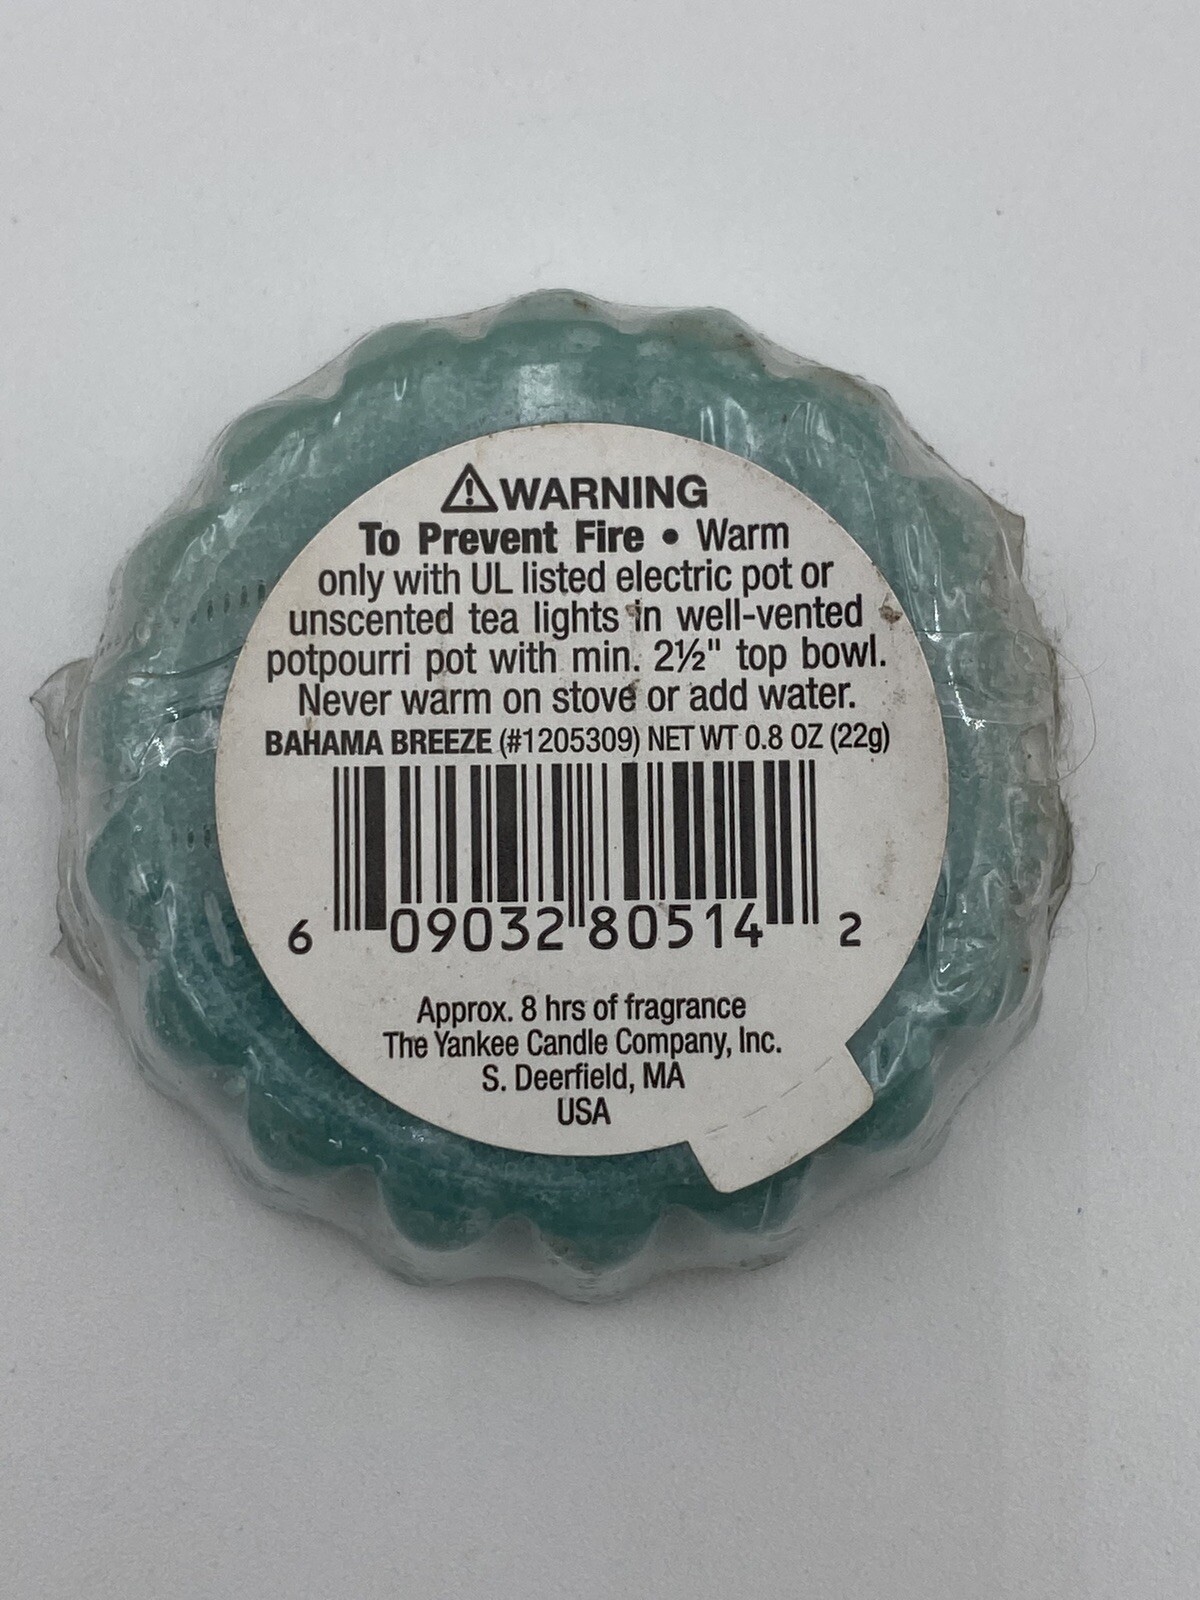 ⚠WARNING
To Prevent Fire • Warm
only with UL listed electric pot or
unscented tea lights in well-vented
potpourri pot with min. 2½" top bowl.
Never warm on stove or add water.
BAHAMA BREEZE (#1205309) NET WT 0.8 OZ (22g)
6 09032 80514 2
Approx. 8 hrs of fragrance
The Yankee Candle Company, Inc.
S. Deerfield, MA
USA